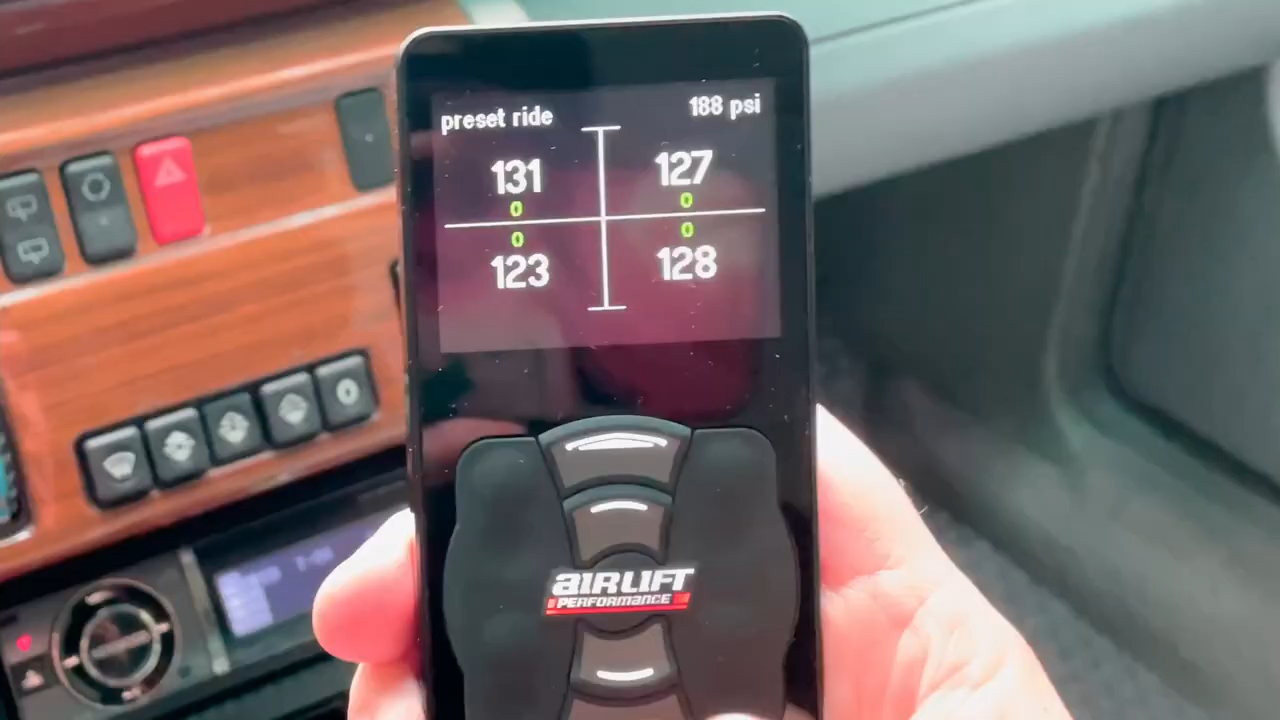 preset ride 188 psi
131 127
0 0
0 0
123 128
AIRLIFT
PERFORMANCE